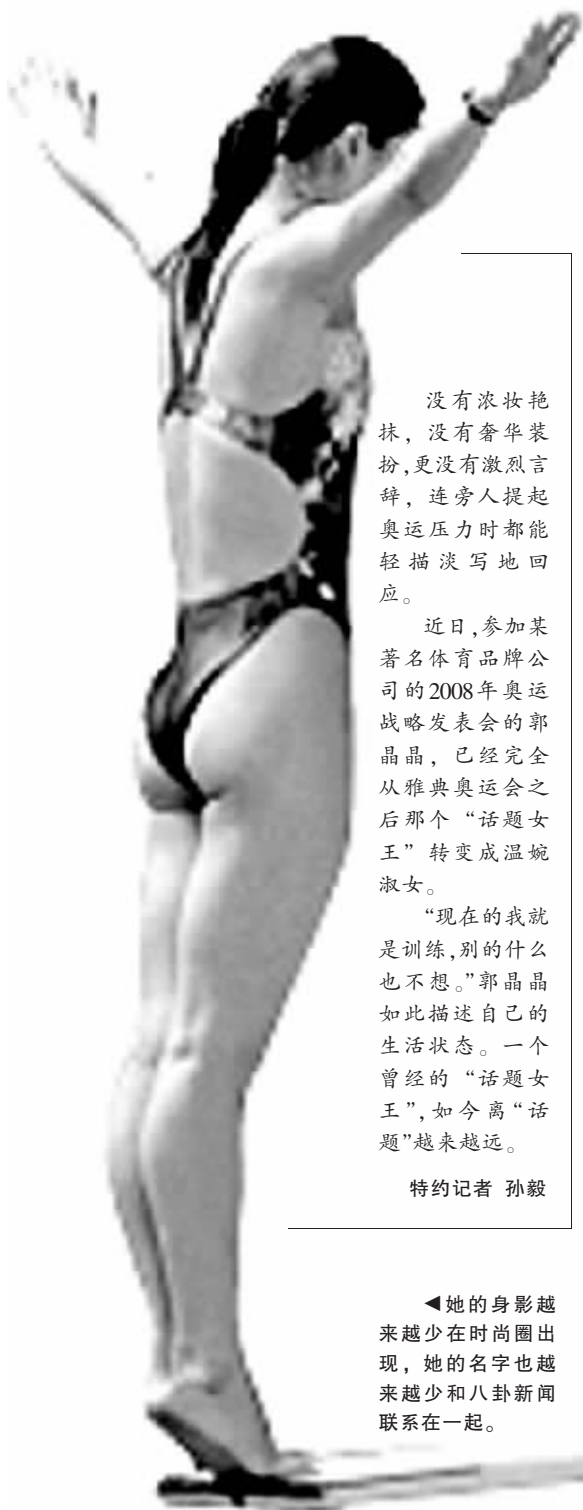 没有浓妆艳
抹，没有奢华装
扮,更没有激烈言
辞，连旁人提起
奥运压力时都能
轻描淡写地回
应。
近日,参加某
著名体育品牌公
司的2008年奥运
战略发表会的郭
晶晶，已经完全
从雅典奥运会之
后那个“话题女
王”转变成温婉
淑女。
“现在的我就
是训练,别的什么
也不想。”郭晶晶
如此描述自己的
生活状态。一个
曾经的“话题女
王”,如今离“话
题”越来越远。
特约记者 孙毅
◀她的身影越
来越少在时尚圈出
现，她的名字也越
来越少和八卦新闻
联系在一起。